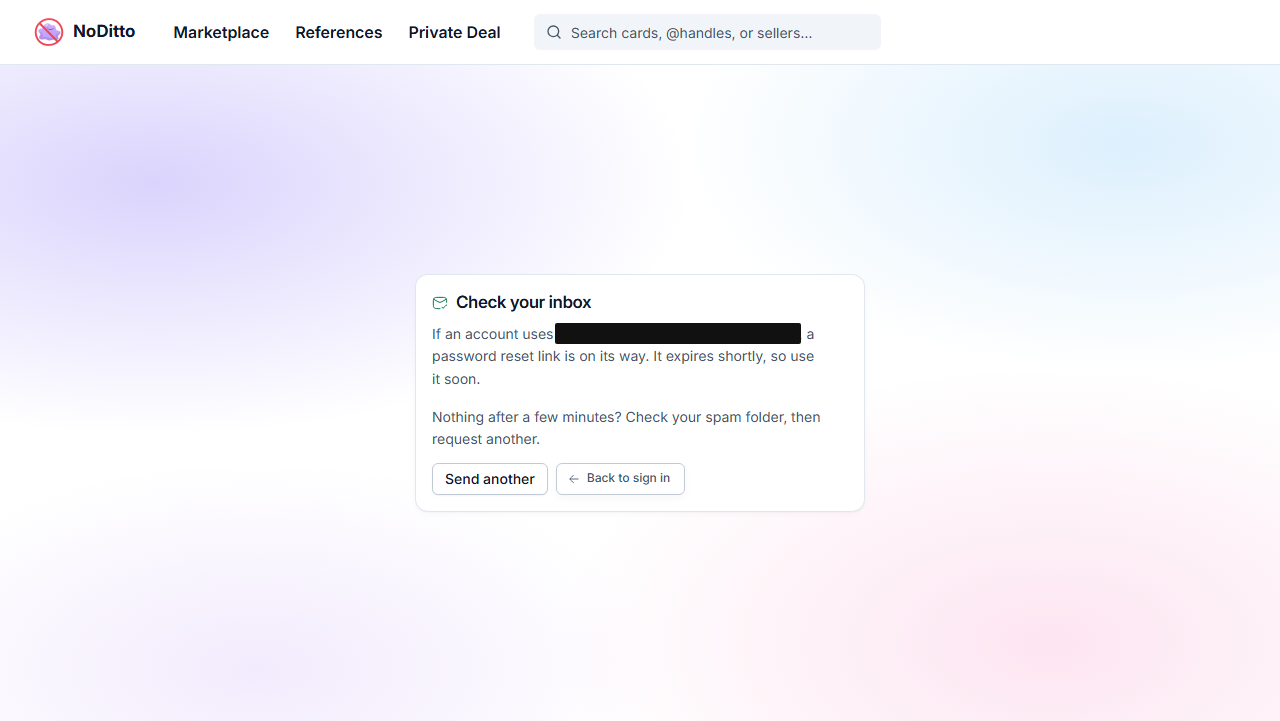 NoDitto
Marketplace
References
Private Deal
Search cards, @handles, or sellers...
Check your inbox
If an account uses a
password reset link is on its way. It expires shortly, so use
it soon.
Nothing after a few minutes? Check your spam folder, then
request another.
Send another
Back to sign in